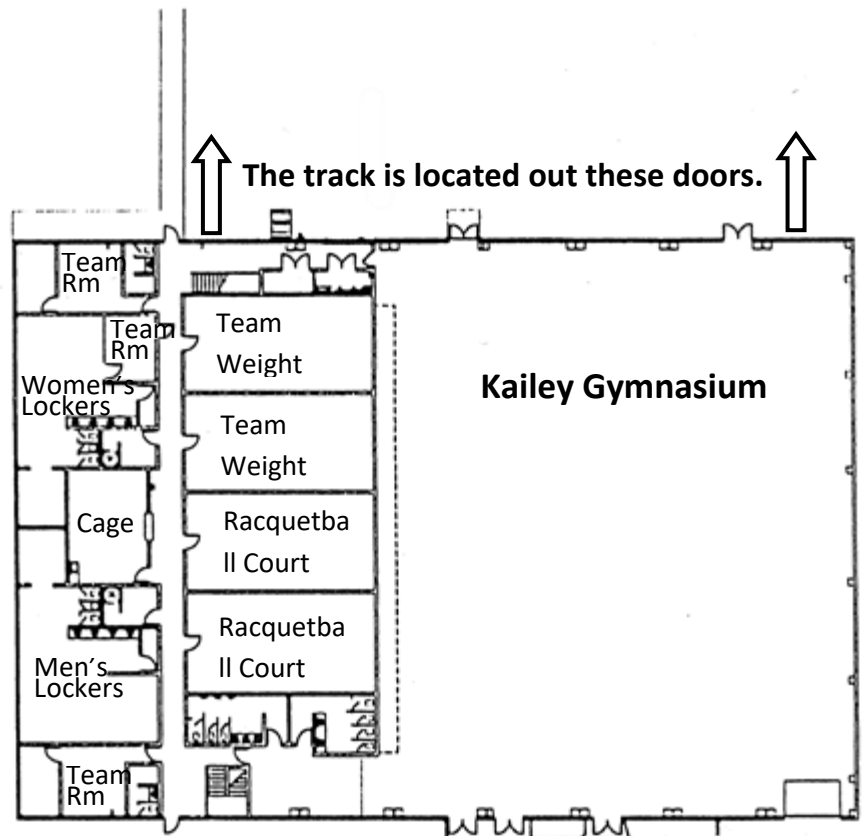 The track is located out these doors.
Team
Rm
Team
Rm
Women's
Lockers
Cage
Men's
Lockers
Team
Rm
Team
Weight
Team
Weight
Racquetba
ll Court
Racquetba
ll Court
Kailey Gymnasium